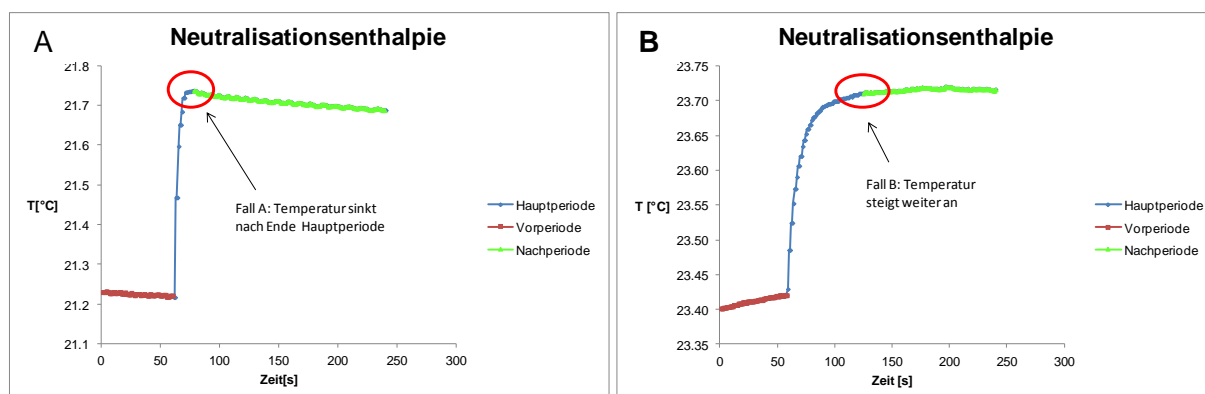 A
Neutralisationsenthalpie
21.8
21.7
21.6
21.5
21.4
21.3
21.2
21.1
T[°C]
0
50
100
150
200
250
300
Zeit[s]
Fall A: Temperatur sinkt
nach Ende Hauptperiode
Hauptperiode
Vorperiode
Nachperiode
B
Neutralisationsenthalpie
23.75
23.70
23.65
23.60
23.55
23.50
23.45
23.40
23.35
T [°C]
0
50
100
150
200
250
300
Zeit [s]
Fall B: Temperatur
steigt weiter an
Hauptperiode
Vorperiode
Nachperiode